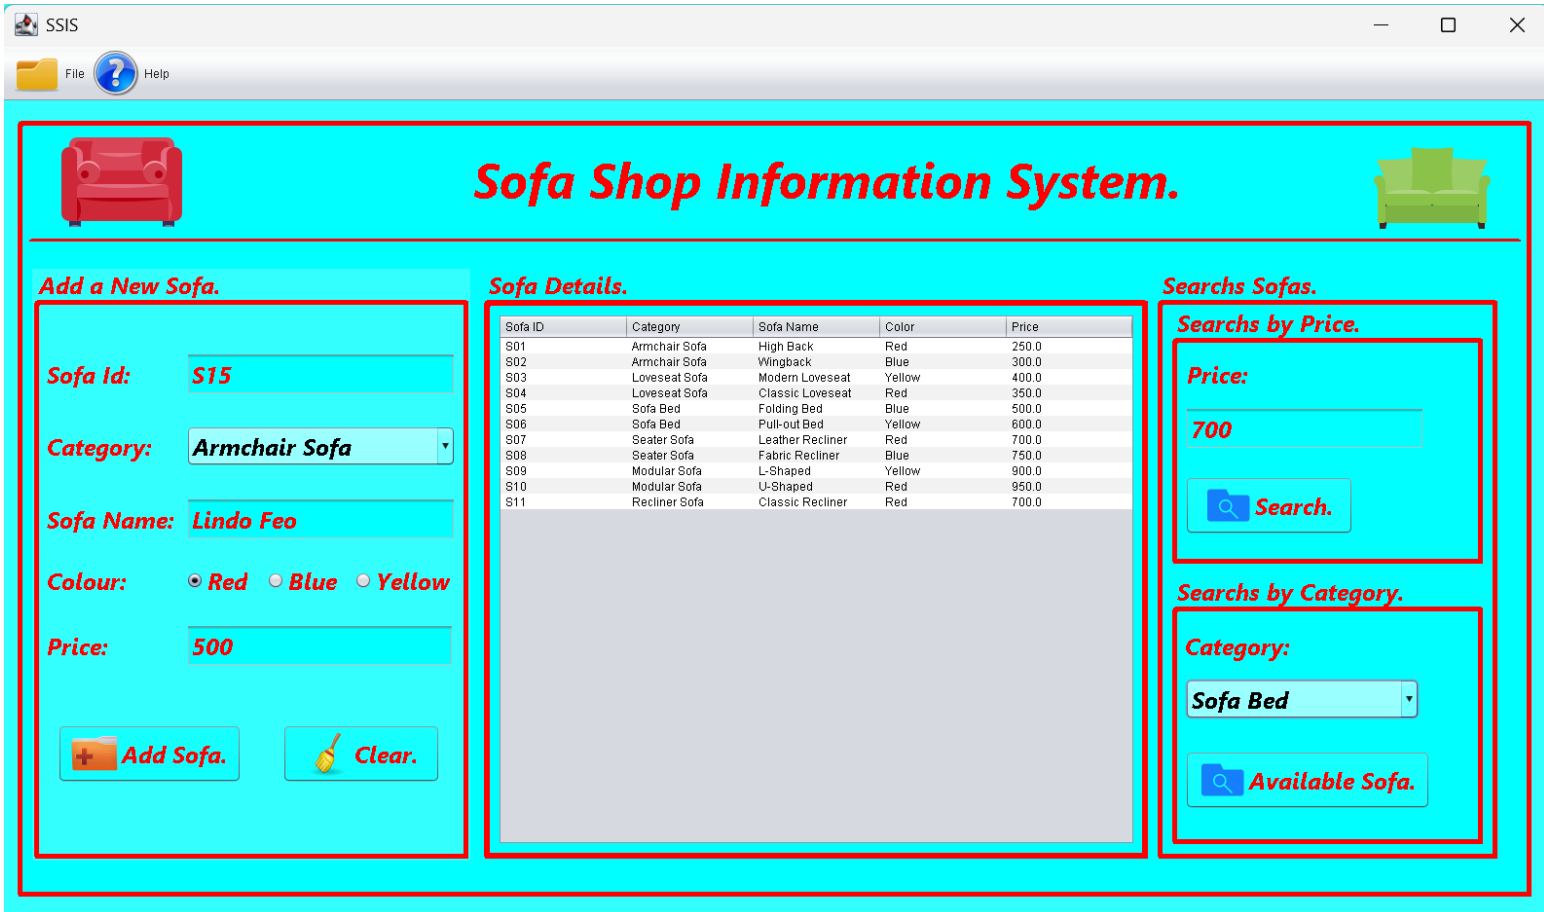 SSIS
File Help
Sofa Shop Information System.
Add a New Sofa.
Sofa Id: S15
Category: Armchair Sofa
Sofa Name: Lindo Feo
Colour: Red Blue Yellow
Price: 500
Add Sofa. Clear.
Sofa Details.
Sofa ID Category Sofa Name Color Price
S01 Armchair Sofa High Back Red 250.0
S02 Armchair Sofa Wingback Blue 300.0
S03 Loveseat Sofa Modern Loveseat Yellow 400.0
S04 Loveseat Sofa Classic Loveseat Red 350.0
S05 Sofa Bed Folding Bed Blue 500.0
S06 Sofa Bed Pull-out Bed Yellow 600.0
S07 Seater Sofa Leather Recliner Red 700.0
S08 Seater Sofa Fabric Recliner Blue 750.0
S09 Modular Sofa L-Shaped Yellow 900.0
S10 Modular Sofa U-Shaped Red 950.0
S11 Recliner Sofa Classic Recliner Red 700.0
Searchs Sofas.
Searchs by Price.
Price:
700
Search.
Searchs by Category.
Category:
Sofa Bed
Available Sofa.